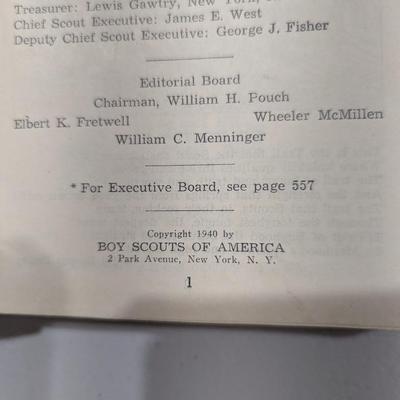 Treasurer: Lewis Gawtry, New York,
Chief Scout Executive: James E. West
Deputy Chief Scout Executive: George J. Fisher
Editorial Board
Chairman, William H. Pouch
Elbert K. Fretwell Wheeler McMillen
William C. Menninger
* For Executive Board, see page 557
Copyright 1940 by
BOY SCOUTS OF AMERICA
2 Park Avenue, New York, N. Y.
1